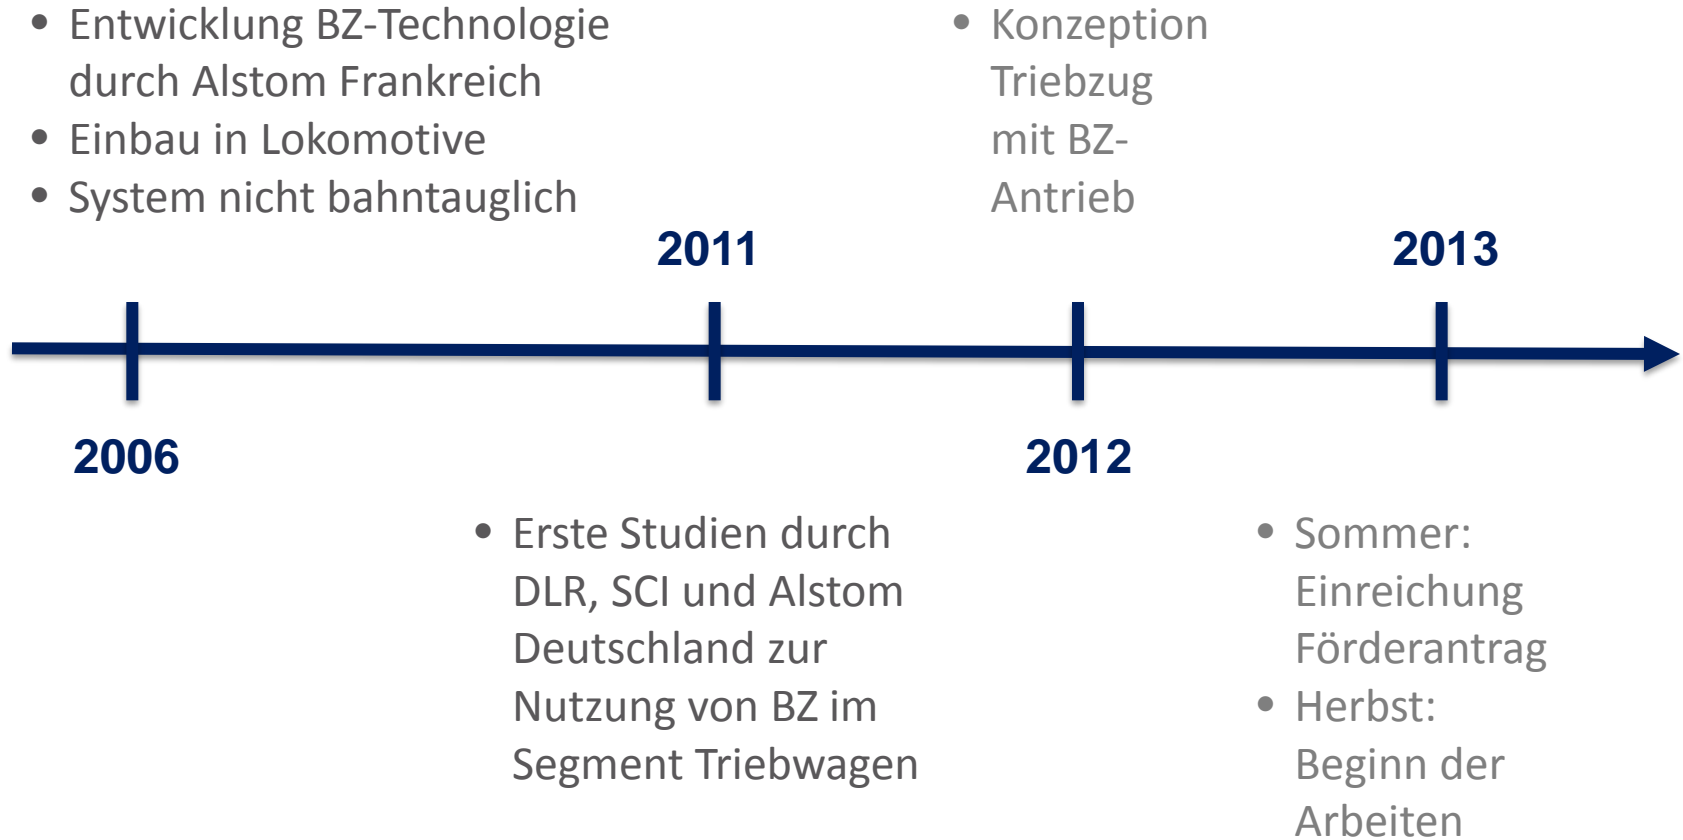 • Entwicklung BZ-Technologie
durch Alstom Frankreich
• Einbau in Lokomotive
• System nicht bahntauglich
• Konzeption
Triebzug
mit BZ-
Antrieb
2011
2013
2006
2012
• Erste Studien durch
DLR, SCI und Alstom
Deutschland zur
Nutzung von BZ im
Segment Triebwagen
• Sommer:
Einreichung
Förderantrag
• Herbst:
Beginn der
Arbeiten